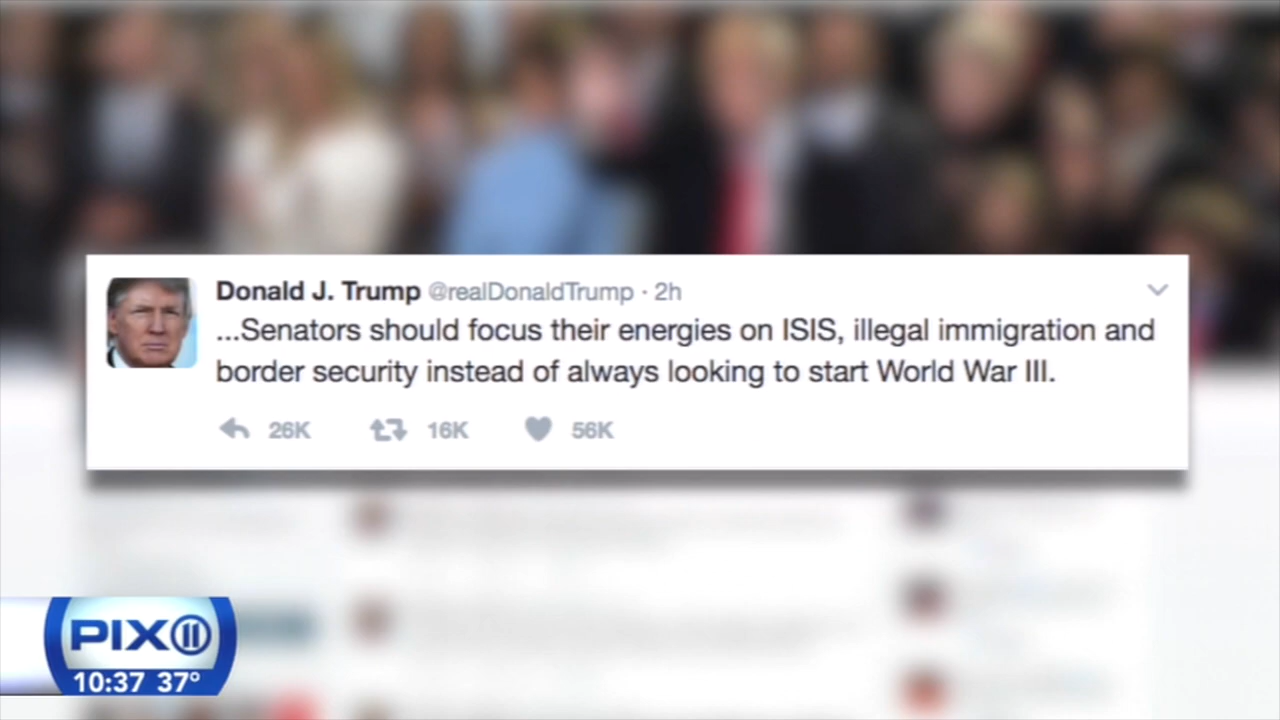 Donald J. Trump @realDonaldTrump · 2h
...Senators should focus their energies on ISIS, illegal immigration and
border security instead of always looking to start World War III.
26K 16K 56K
PIX11
10:37 37°